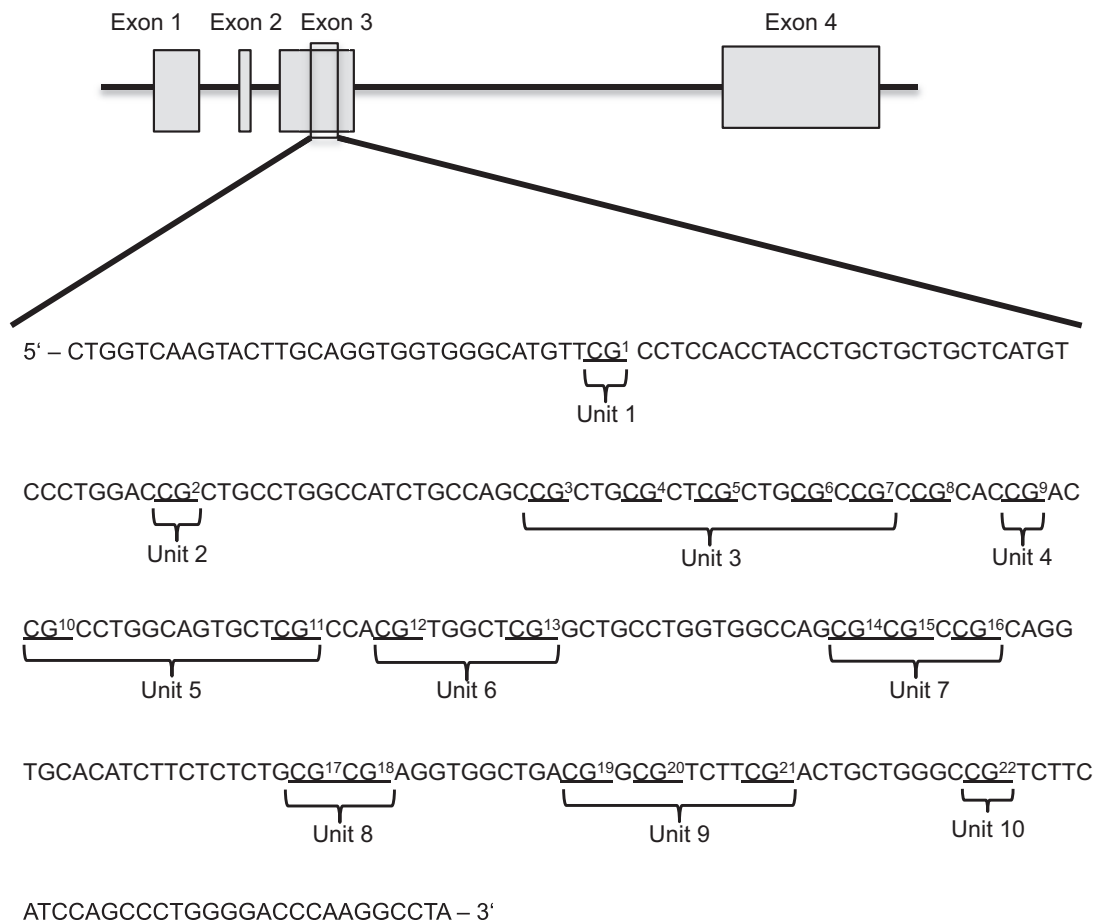 Exon 1 Exon 2 Exon 3 Exon 4
5‘ – CTGGTCAAGTACTTGCAGGTGGTGGGCATGTTCG1 CCTCCACCTACCTGCTGCTGCTCATGT
Unit 1
CCCTGGACCCG2CTGCCTGGCCATCTGCCAGCCCG3CTGCG4CTCG5CTGCG6CCG7CCG8CACCG9AC
Unit 2 Unit 3 Unit 4
CG10CCTGGCAGTGCTCG11CCACG12TGGCTCG13GCTGCCTGGTGGCCAGCG14CG15CCG16CAGG
Unit 5 Unit 6 Unit 7
TGCACATCTTCTCTCTGCG17CG18AGGTGGCTGACG19GCG20TCTTCG21ACTGCTGGGCCG22TCTTC
Unit 8 Unit 9 Unit 10
ATCCAGCCCTGGGGACCCAAGGCCTA – 3‘